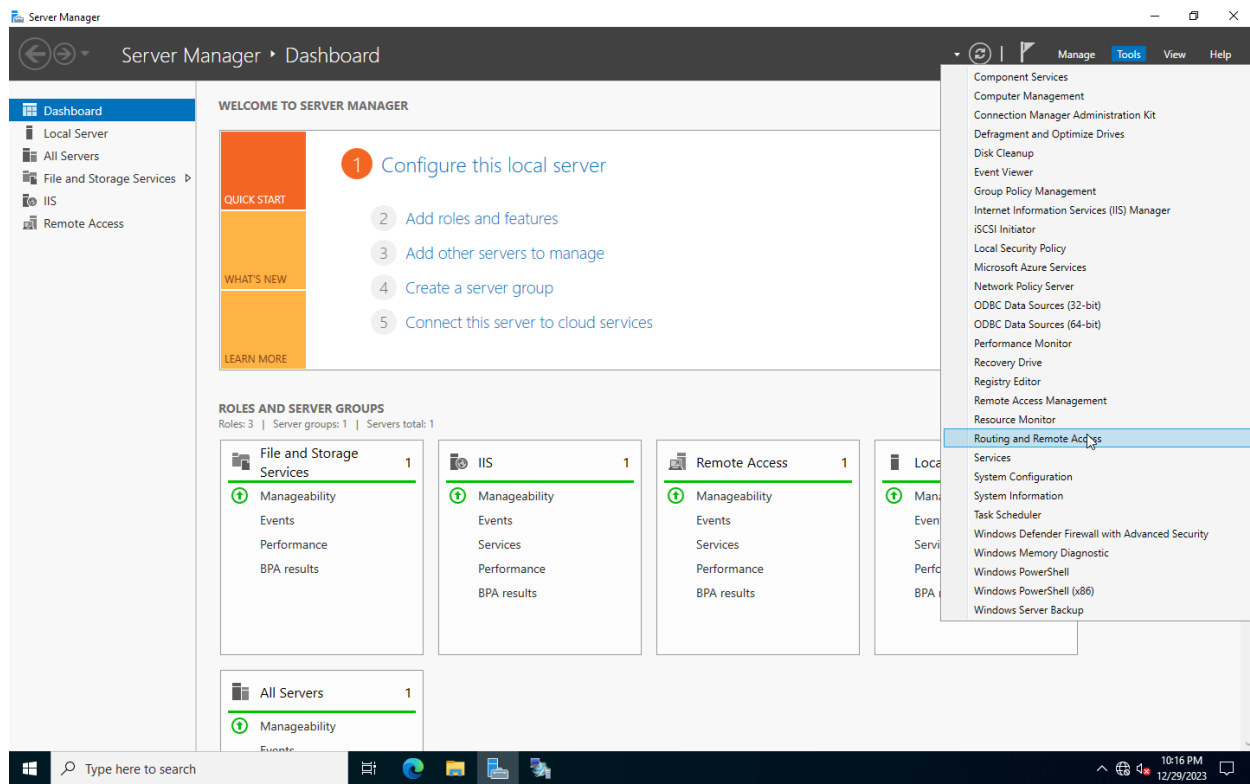 Server Manager
Server Manager ‣ Dashboard
Manage Tools View Help
Dashboard
Local Server
All Servers
File and Storage Services
IIS
Remote Access
WELCOME TO SERVER MANAGER
QUICK START
WHAT'S NEW
LEARN MORE
1 Configure this local server
2 Add roles and features
3 Add other servers to manage
4 Create a server group
5 Connect this server to cloud services
Component Services
Computer Management
Connection Manager Administration Kit
Defragment and Optimize Drives
Disk Cleanup
Event Viewer
Group Policy Management
Internet Information Services (IIS) Manager
iSCSI Initiator
Local Security Policy
Microsoft Azure Services
Network Policy Server
ODBC Data Sources (32-bit)
ODBC Data Sources (64-bit)
Performance Monitor
Recovery Drive
Registry Editor
Remote Access Management
Resource Monitor
Routing and Remote Access
Services
System Configuration
System Information
Task Scheduler
Windows Defender Firewall with Advanced Security
Windows Memory Diagnostic
Windows PowerShell
Windows PowerShell (x86)
Windows Server Backup
ROLES AND SERVER GROUPS
Roles: 3 | Server groups: 1 | Servers total: 1
File and Storage
Services 1
Manageability
Events
Performance
BPA results
IIS 1
Manageability
Events
Services
Performance
BPA results
Remote Access 1
Manageability
Events
Services
Performance
BPA results
Loca
Mana
Even
Servi
Perfo
BPA
All Servers 1
Manageability
Events
Type here to search
10:16 PM
12/29/2023